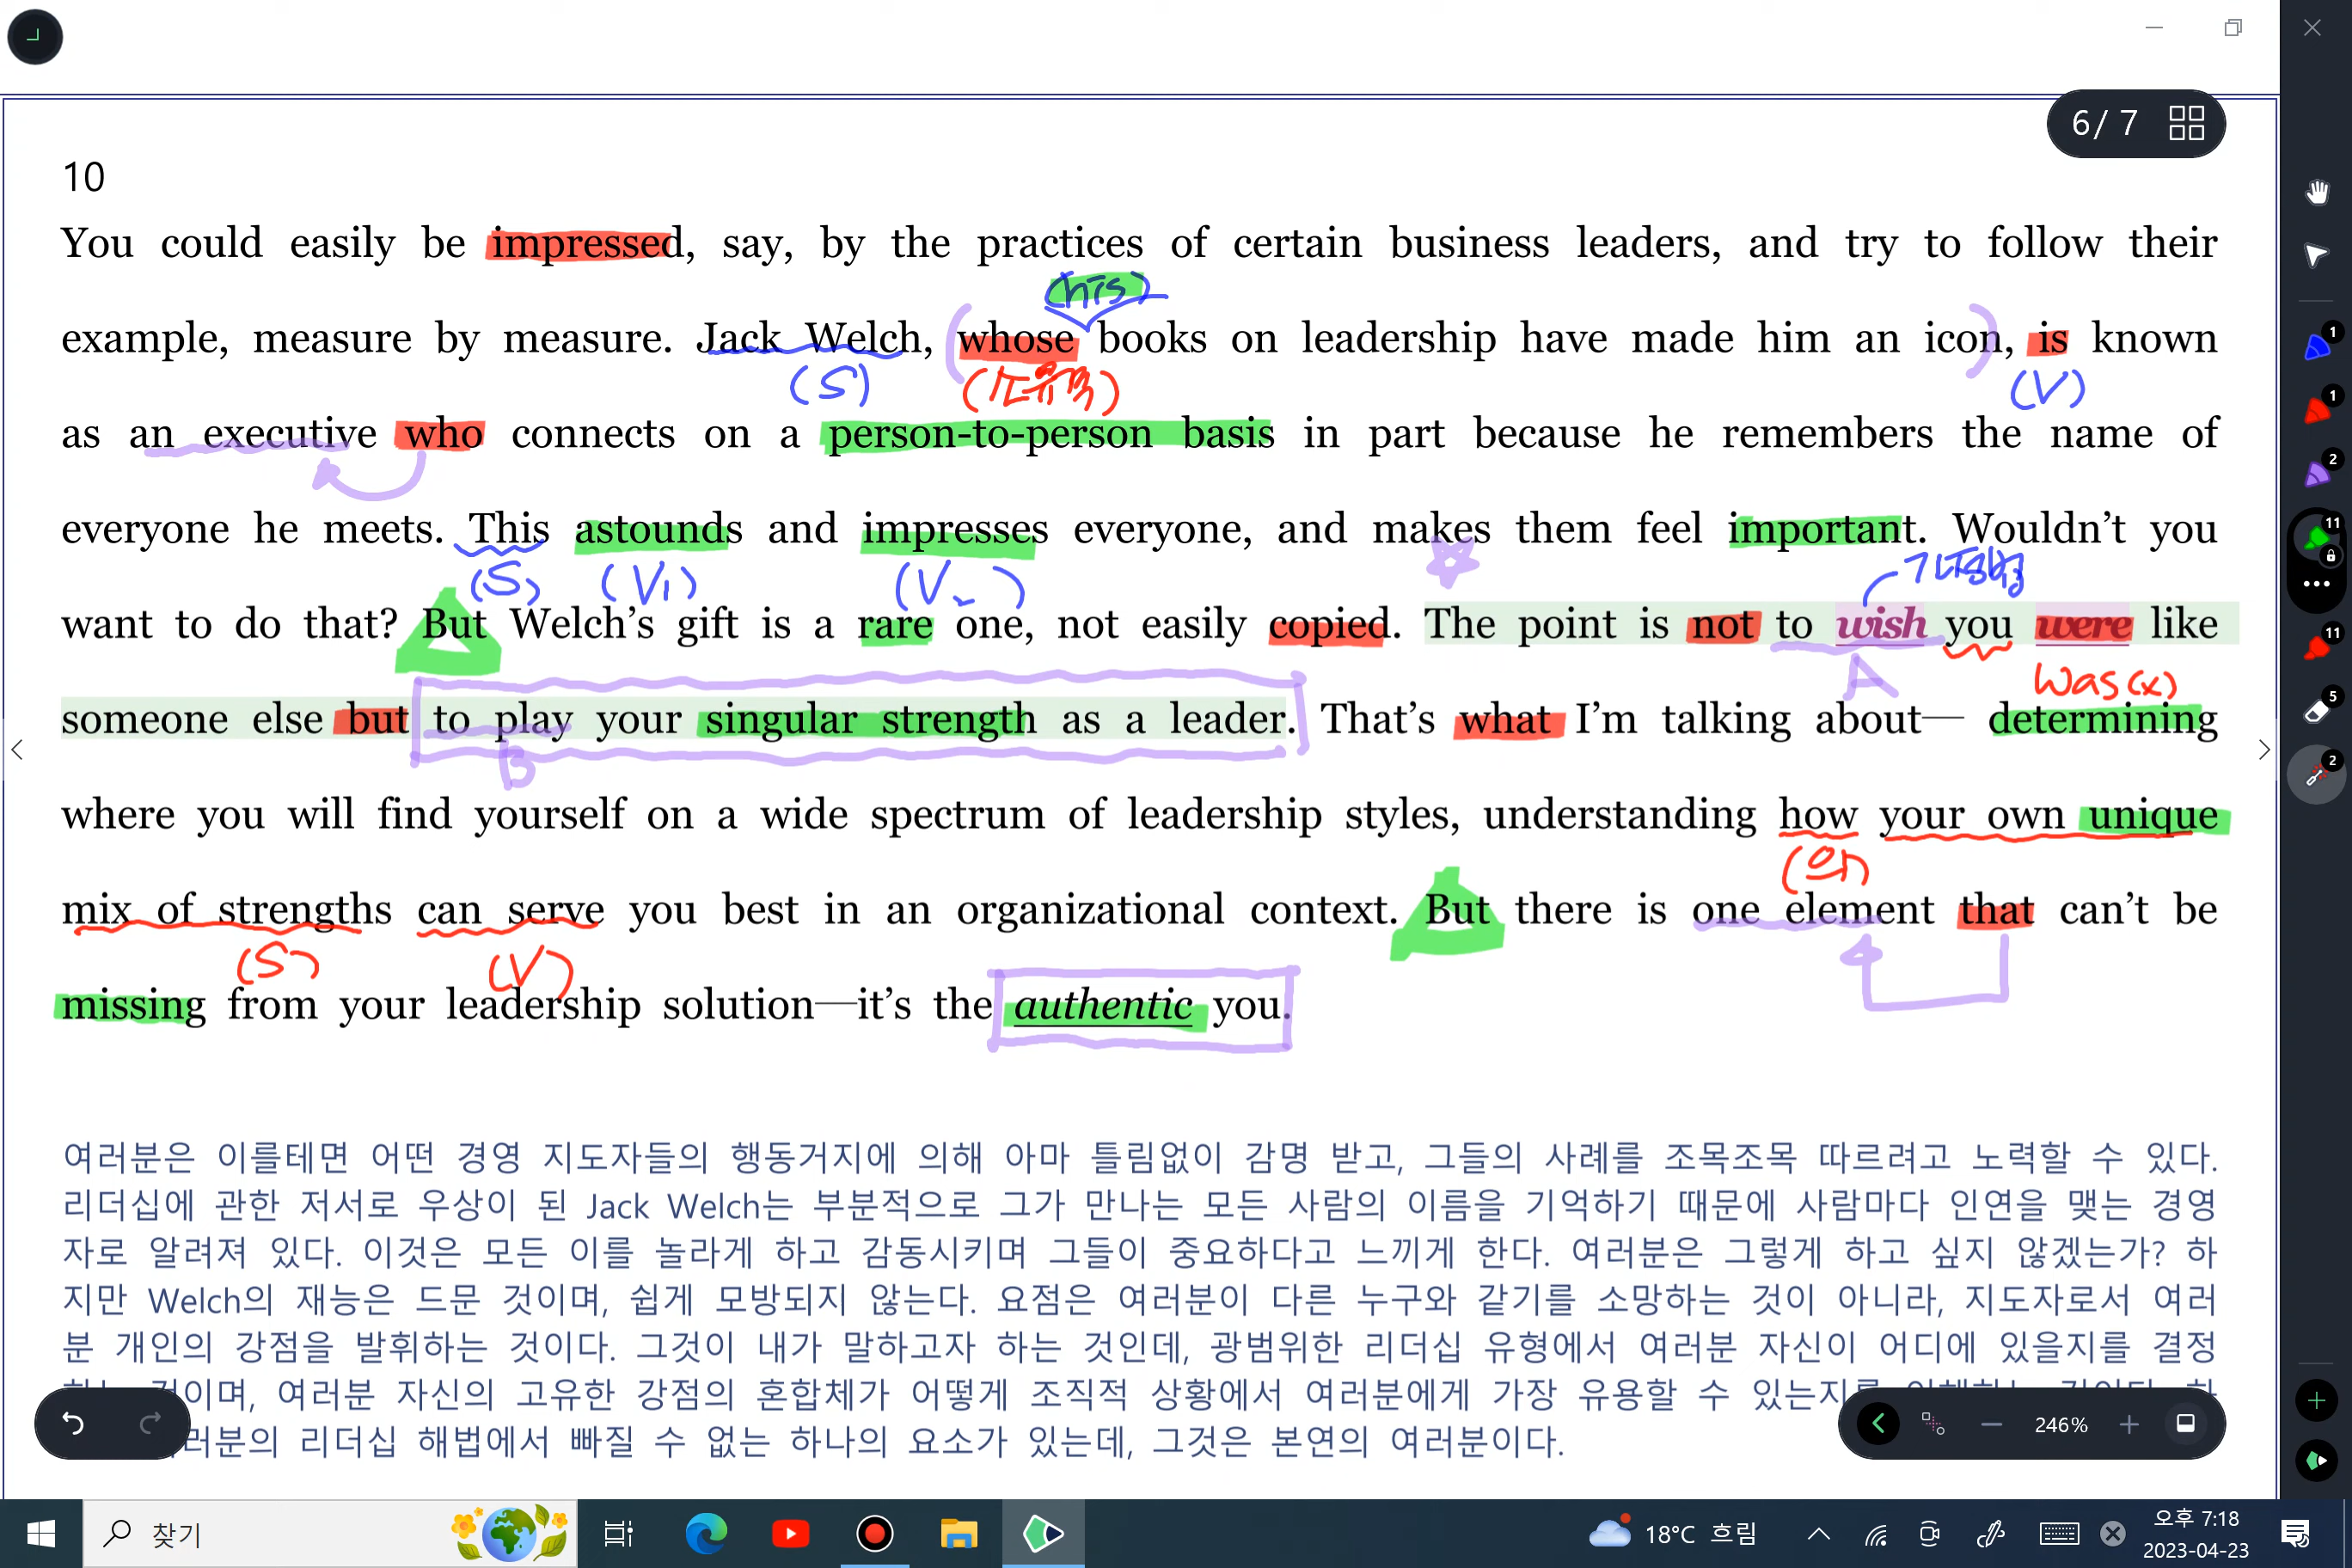 6/ 7
10
You could easily be impressed, say, by the practices of certain business leaders, and try to follow their
(his)
example, measure by measure. Jack Welch, whose books on leadership have made him an icon, is known
(S) (V)
as an executive who connects on a person-to-person basis in part because he remembers the name of
everyone he meets. This astounds and impresses everyone, and makes them feel important. Wouldn't you
(S) (V1) (V2)
want to do that? But Welch's gift is a rare one, not easily copied. The point is not to wish you were like
A was(x)
someone else but to play your singular strength as a leader. That's what I'm talking about— determining
B
where you will find yourself on a wide spectrum of leadership styles, understanding how your own unique
mix of strengths can serve you best in an organizational context. But there is one element that can't be
(S) (V)
missing from your leadership solution—it's the authentic you.
여러분은 이를테면 어떤 경영 지도자들의 행동거지에 의해 아마 틀림없이 감명 받고, 그들의 사례를 조목조목 따르려고 노력할 수 있다.
리더십에 관한 저서로 우상이 된 Jack Welch는 부분적으로 그가 만나는 모든 사람의 이름을 기억하기 때문에 사람마다 인연을 맺는 경영
자로 알려져 있다. 이것은 모든 이를 놀라게 하고 감동시키며 그들이 중요하다고 느끼게 한다. 여러분은 그렇게 하고 싶지 않겠는가? 하
지만 Welch의 재능은 드문 것이며, 쉽게 모방되지 않는다. 요점은 여러분이 다른 누구와 같기를 소망하는 것이 아니라, 지도자로서 여러
분 개인의 강점을 발휘하는 것이다. 그것이 내가 말하고자 하는 것인데, 광범위한 리더십 유형에서 여러분 자신이 어디에 있을지를 결정
것이며, 여러분 자신의 고유한 강점의 혼합체가 어떻게 조직적 상황에서 여러분에게 가장 유용할 수 있는지를
러분의 리더십 해법에서 빠질 수 없는 하나의 요소가 있는데, 그것은 본연의 여러분이다.
246%
1
1
2
11
11
5
2
찾기
18°C 흐림
오후 7:18
2023-04-23